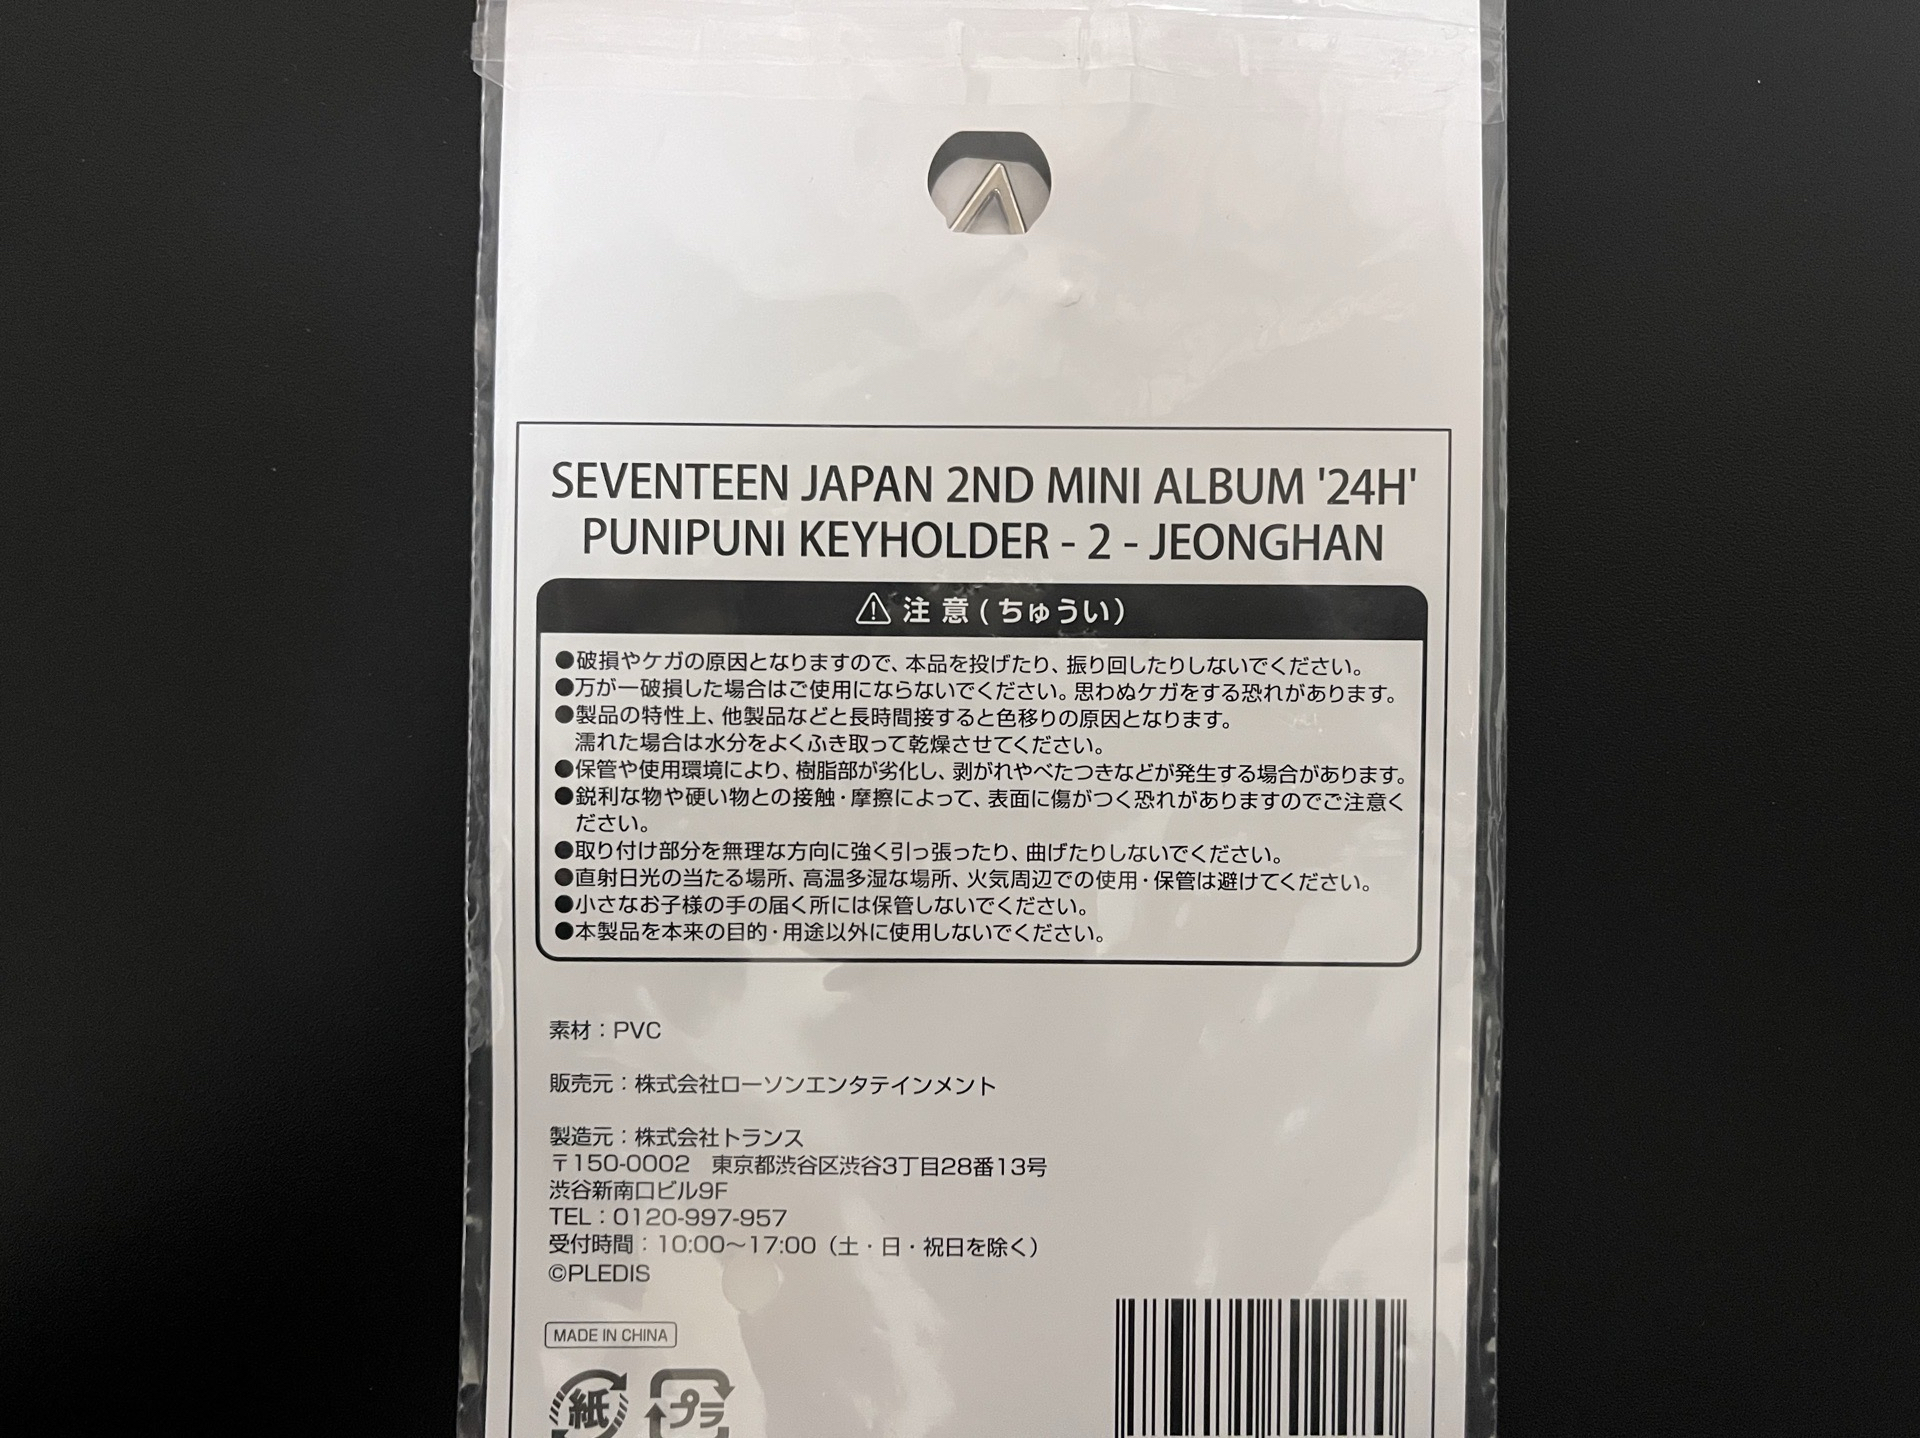 SEVENTEEN JAPAN 2ND MINI ALBUM '24H'
PUNIPUNI KEYHOLDER - 2 - JEONGHAN
注 意(ちゅうい)
●破損やケガの原因となりますので、本品を投げたり、振り回したりしないでください。
●万が一破損した場合はご使用にならないでください。思わぬケガをする恐れがあります。
●製品の特性上、他製品などと長時間接すると色移りの原因となります。
濡れた場合は水分をよくふき取って乾燥させてください。
●保管や使用環境により、樹脂部が劣化し、剥がれやべたつきなどが発生する場合があります。
●鋭利な物や硬い物との接触・摩擦によって、表面に傷がつく恐れがありますのでご注意く
ださい。
●取り付け部分を無理な方向に強く引っ張ったり、曲げたりしないでください。
●直射日光の当たる場所、高温多湿な場所、火気周辺での使用・保管は避けてください。
●小さなお子様の手の届く所には保管しないでください。
●本製品を本来の目的・用途以外に使用しないでください。
素材：PVC
販売元：株式会社ローソンエンタテインメント
製造元：株式会社トランス
〒150-0002　東京都渋谷区渋谷3丁目28番13号
渋谷新南口ビル9F
TEL：0120-997-957
受付時間：10:00～17:00（土・日・祝日を除く）
©PLEDIS
MADE IN CHINA
紙
プラ